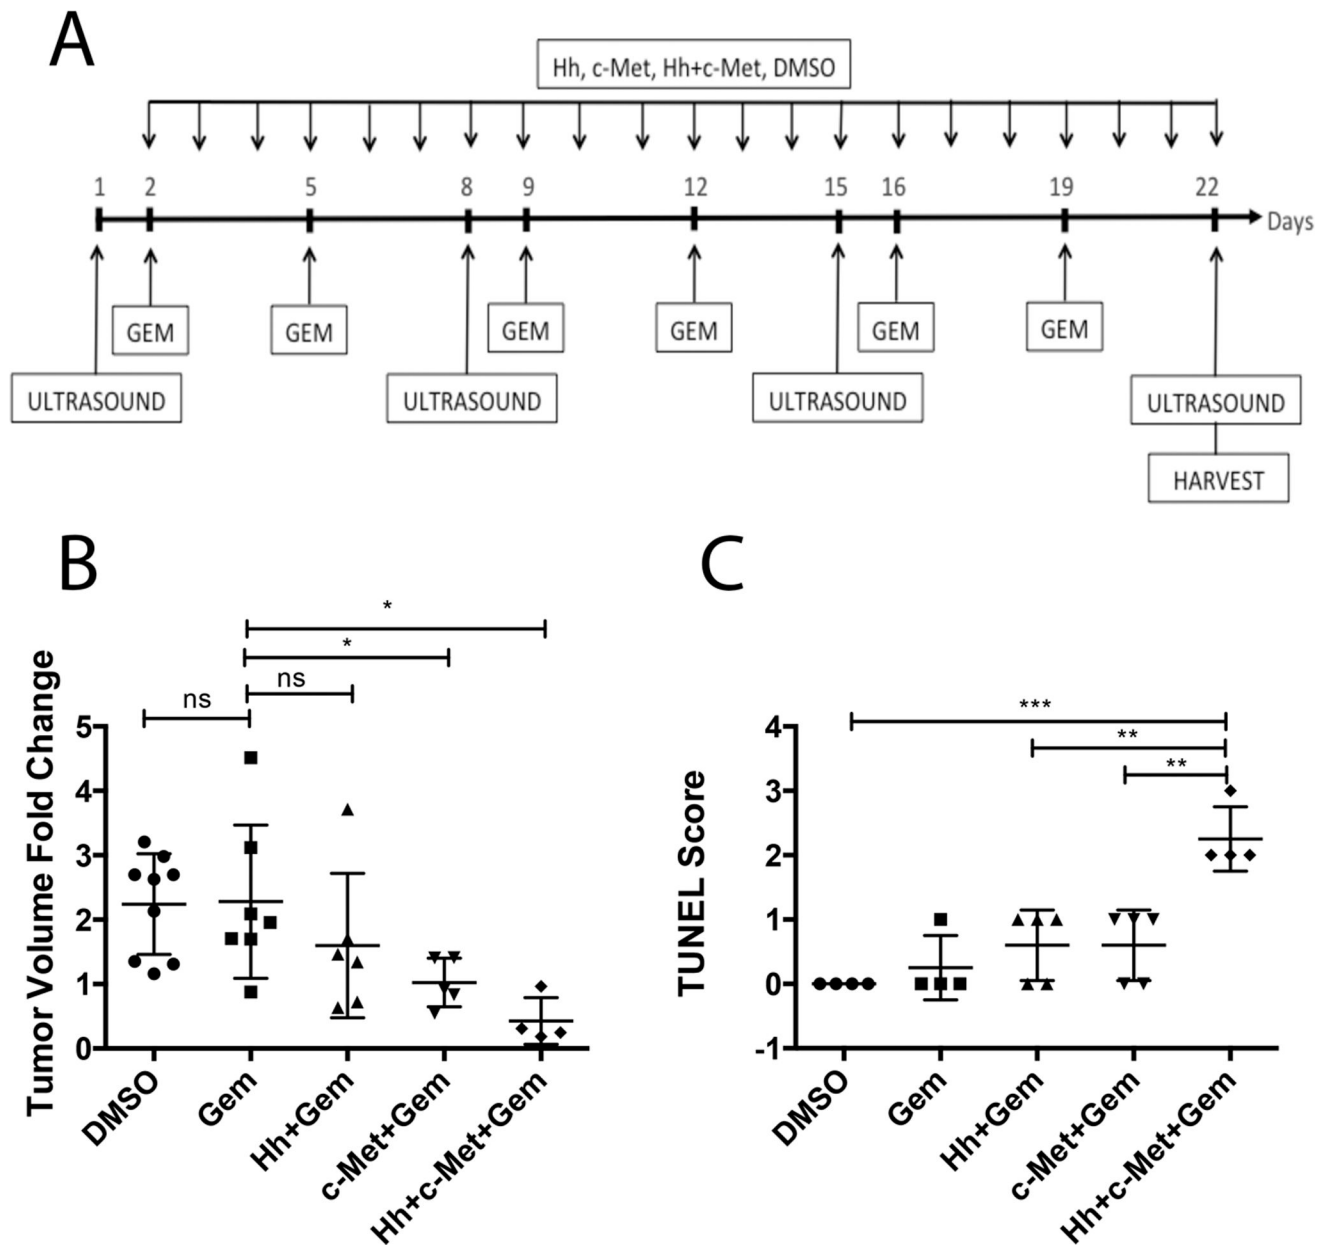 A
Hh, c-Met, Hh+c-Met, DMSO
1 2 5 8 9 12 15 16 19 22
Days
GEM GEM GEM GEM GEM GEM
ULTRASOUND ULTRASOUND ULTRASOUND ULTRASOUND
HARVEST
B
*
*
ns
ns
Tumor Volume Fold Change
5
4
3
2
1
0
DMSO
Gem
Hh+Gem
c-Met+Gem
Hh+c-Met+Gem
C
***
**
**
TUNEL Score
4
3
2
1
0
-1
DMSO
Gem
Hh+Gem
c-Met+Gem
Hh+c-Met+Gem